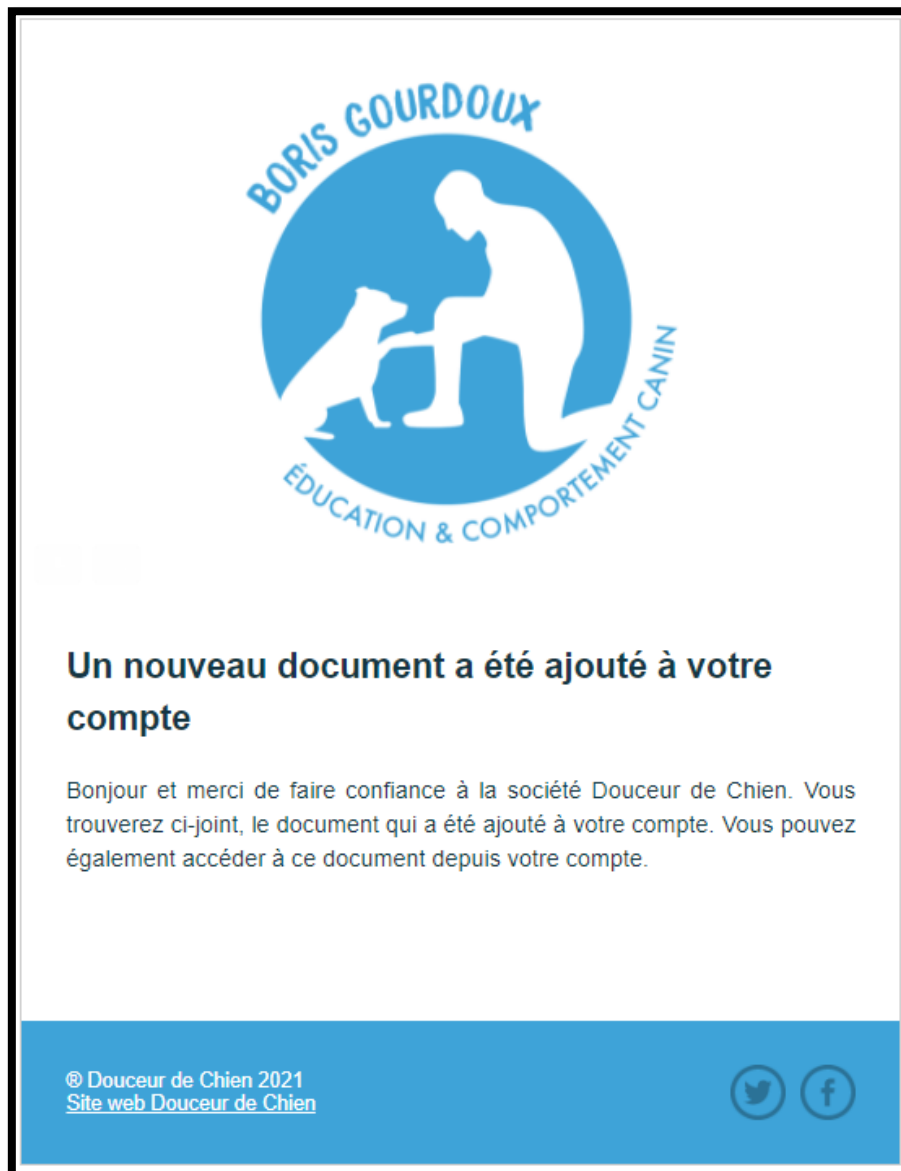 BORIS GOURDOUX
ÉDUCATION & COMPORTEMENT CANIN
Un nouveau document a été ajouté à votre
compte
Bonjour et merci de faire confiance à la société Douceur de Chien. Vous
trouverez ci-joint, le document qui a été ajouté à votre compte. Vous pouvez
également accéder à ce document depuis votre compte.
® Douceur de Chien 2021
Site web Douceur de Chien